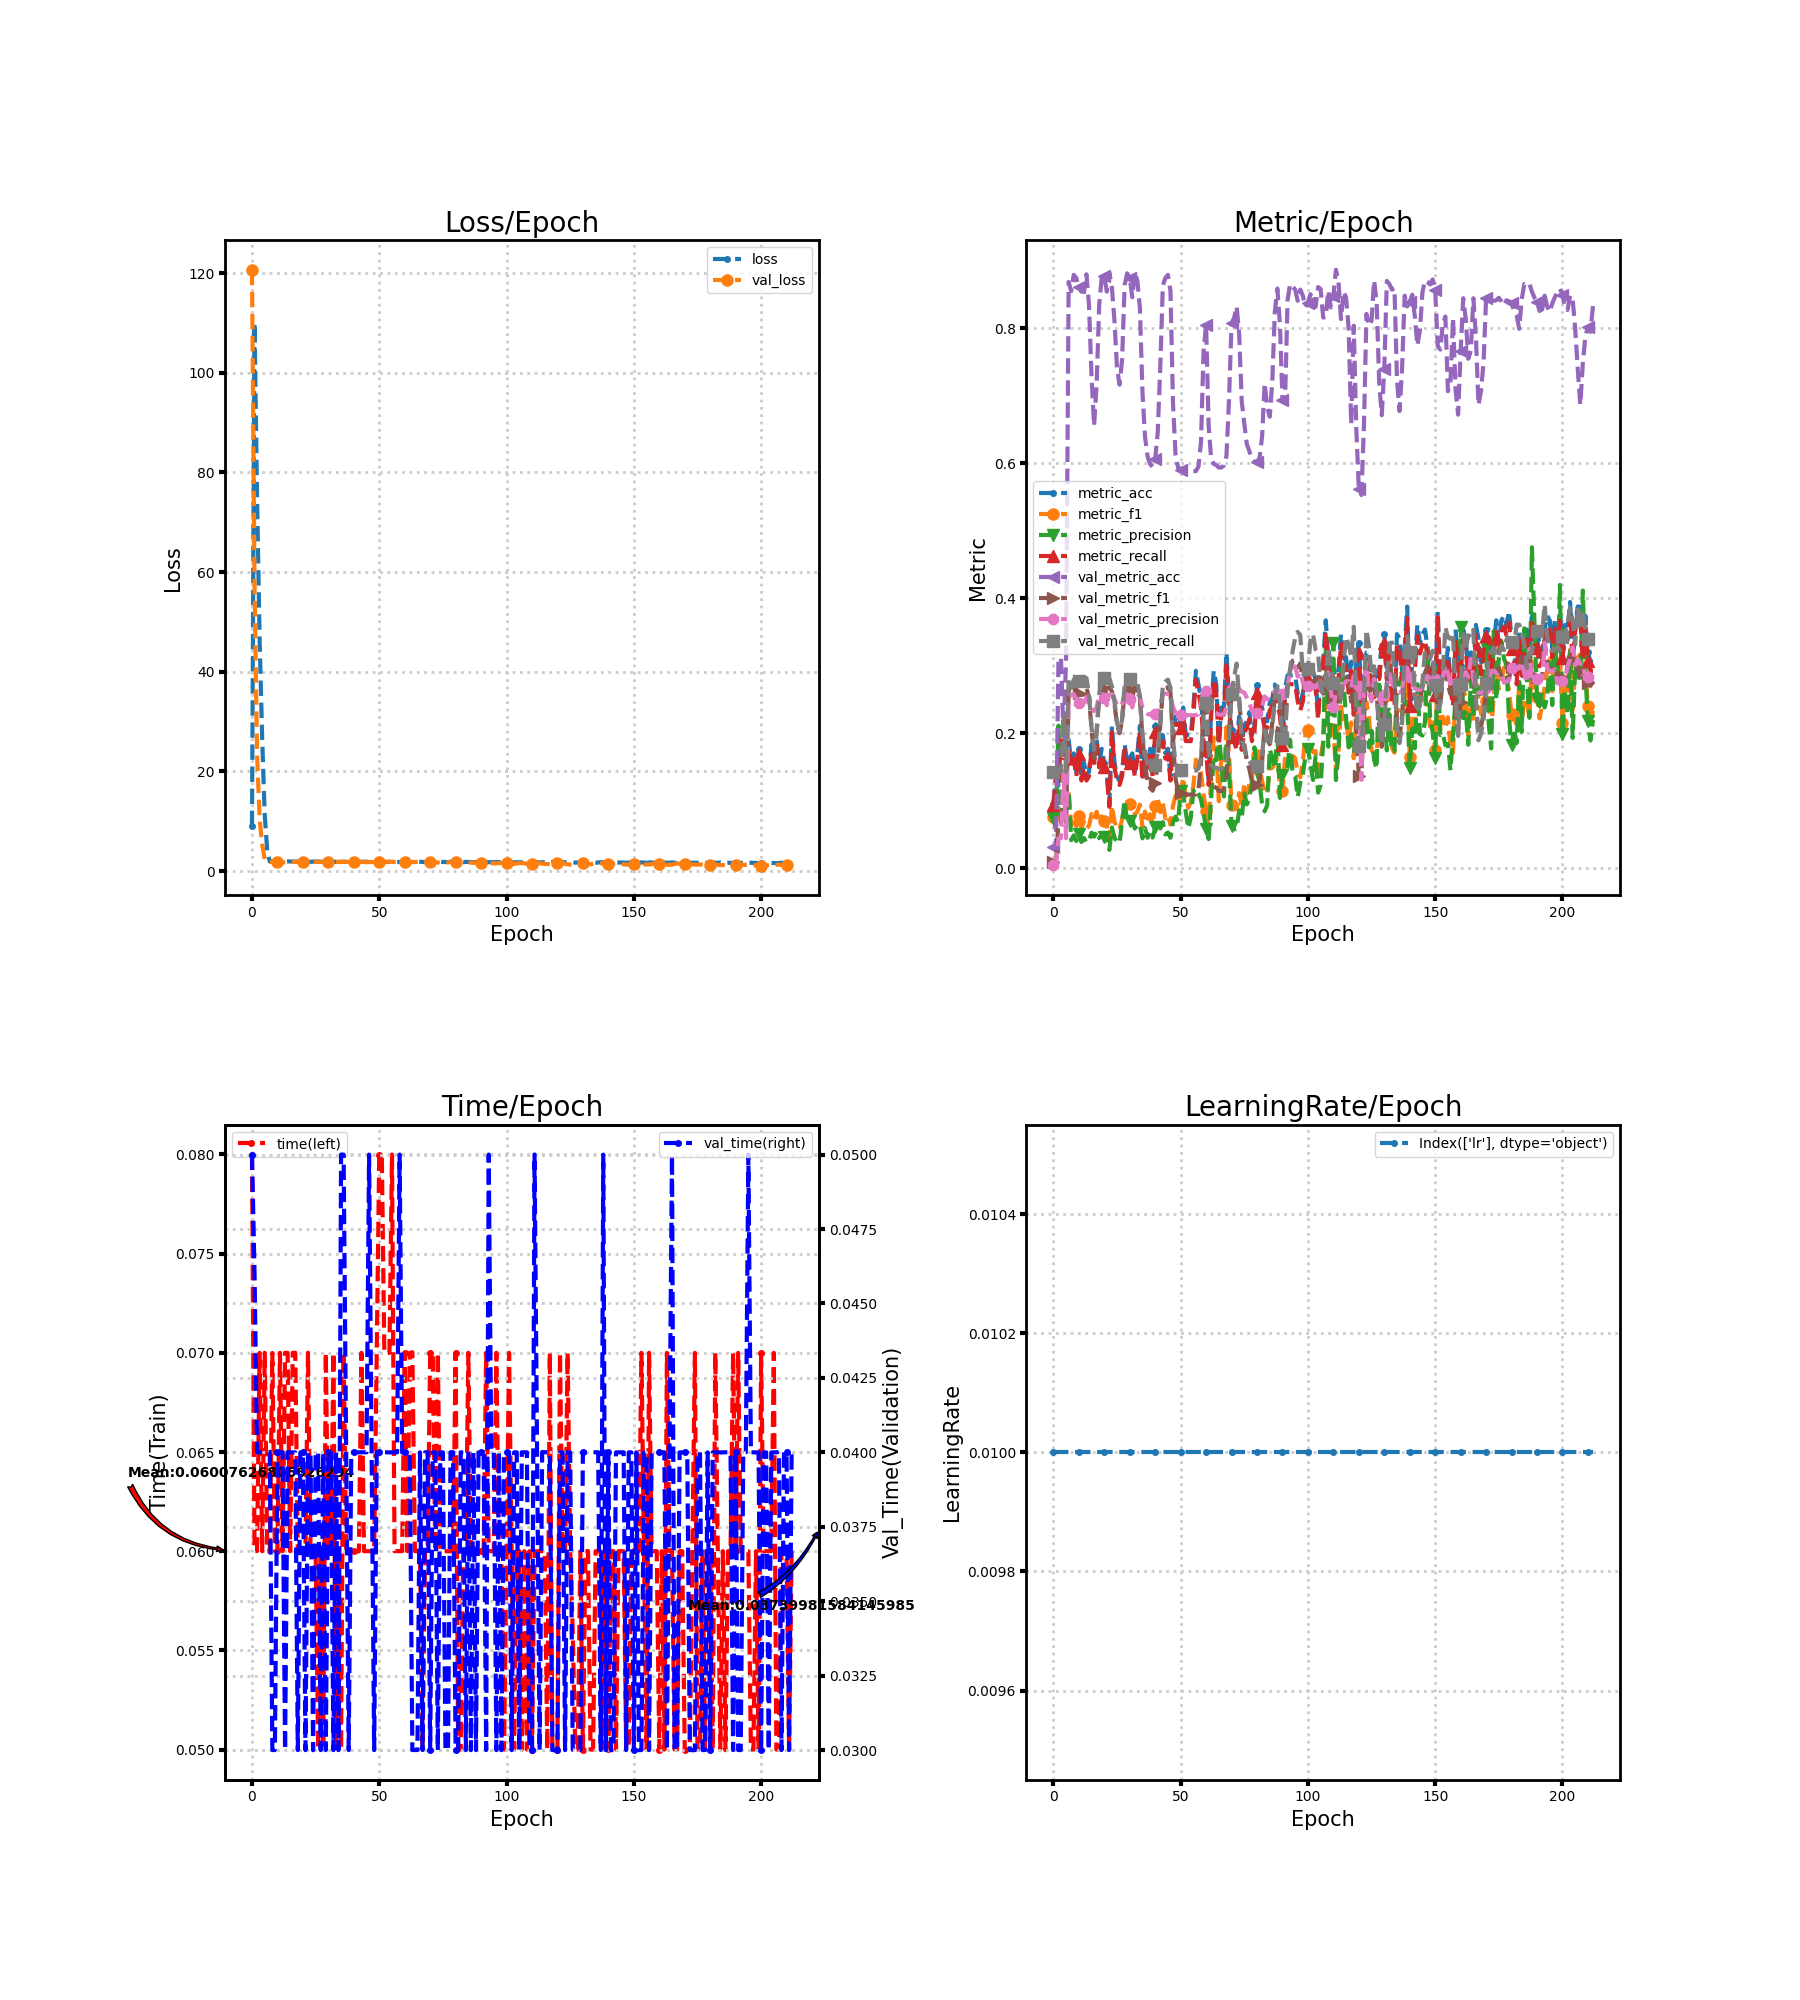 Loss/Epoch
120
100
80
60
40
20
0
Loss
loss
val_loss
0 50 100 150 200
Epoch
Metric/Epoch
0.8
0.6
0.4
0.2
0.0
Metric
metric_acc
metric_f1
metric_precision
metric_recall
val_metric_acc
val_metric_f1
val_metric_precision
val_metric_recall
0 50 100 150 200
Epoch
Time/Epoch
time(left)
val_time(right)
0.080
0.075
0.070
0.065
0.060
0.055
0.050
Time(Train)
0.0500
0.0475
0.0450
0.0425
0.0400
0.0375
0.0350
0.0325
0.0300
Val_Time(Validation)
Mean:0.03739981584145985
0 50 100 150 200
Epoch
LearningRate/Epoch
Index(['lr'], dtype='object')
0.0104
0.0102
0.0100
0.0098
0.0096
LearningRate
0 50 100 150 200
Epoch